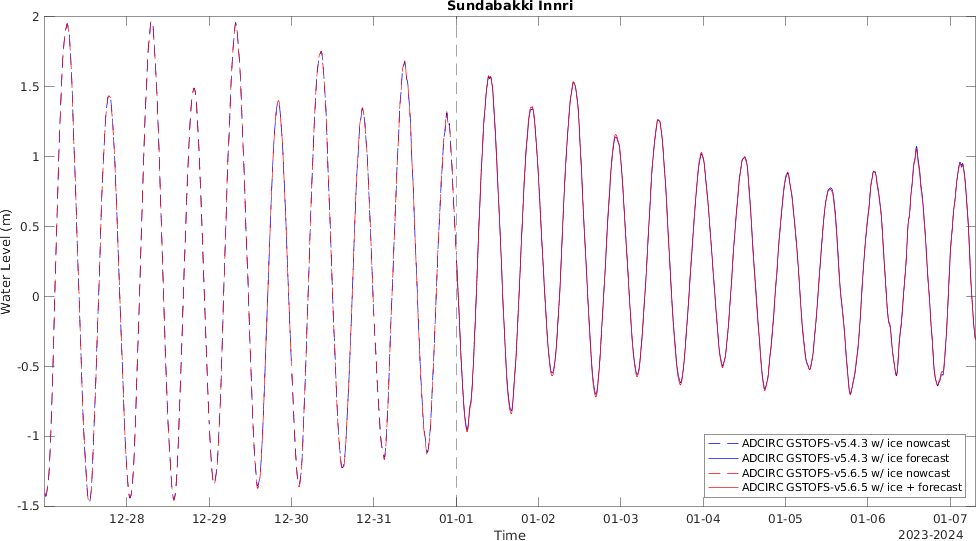 Sundabakki Innri
Water Level (m)
2
1.5
1
0.5
0
-0.5
-1
-1.5
12-28
12-29
12-30
12-31
01-01
01-02
01-03
01-04
01-05
01-06
01-07
2023-2024
Time
ADCIRC GSTOFS-v5.4.3 w/ ice nowcast
ADCIRC GSTOFS-v5.4.3 w/ ice forecast
ADCIRC GSTOFS-v5.6.5 w/ ice nowcast
ADCIRC GSTOFS-v5.6.5 w/ ice + forecast